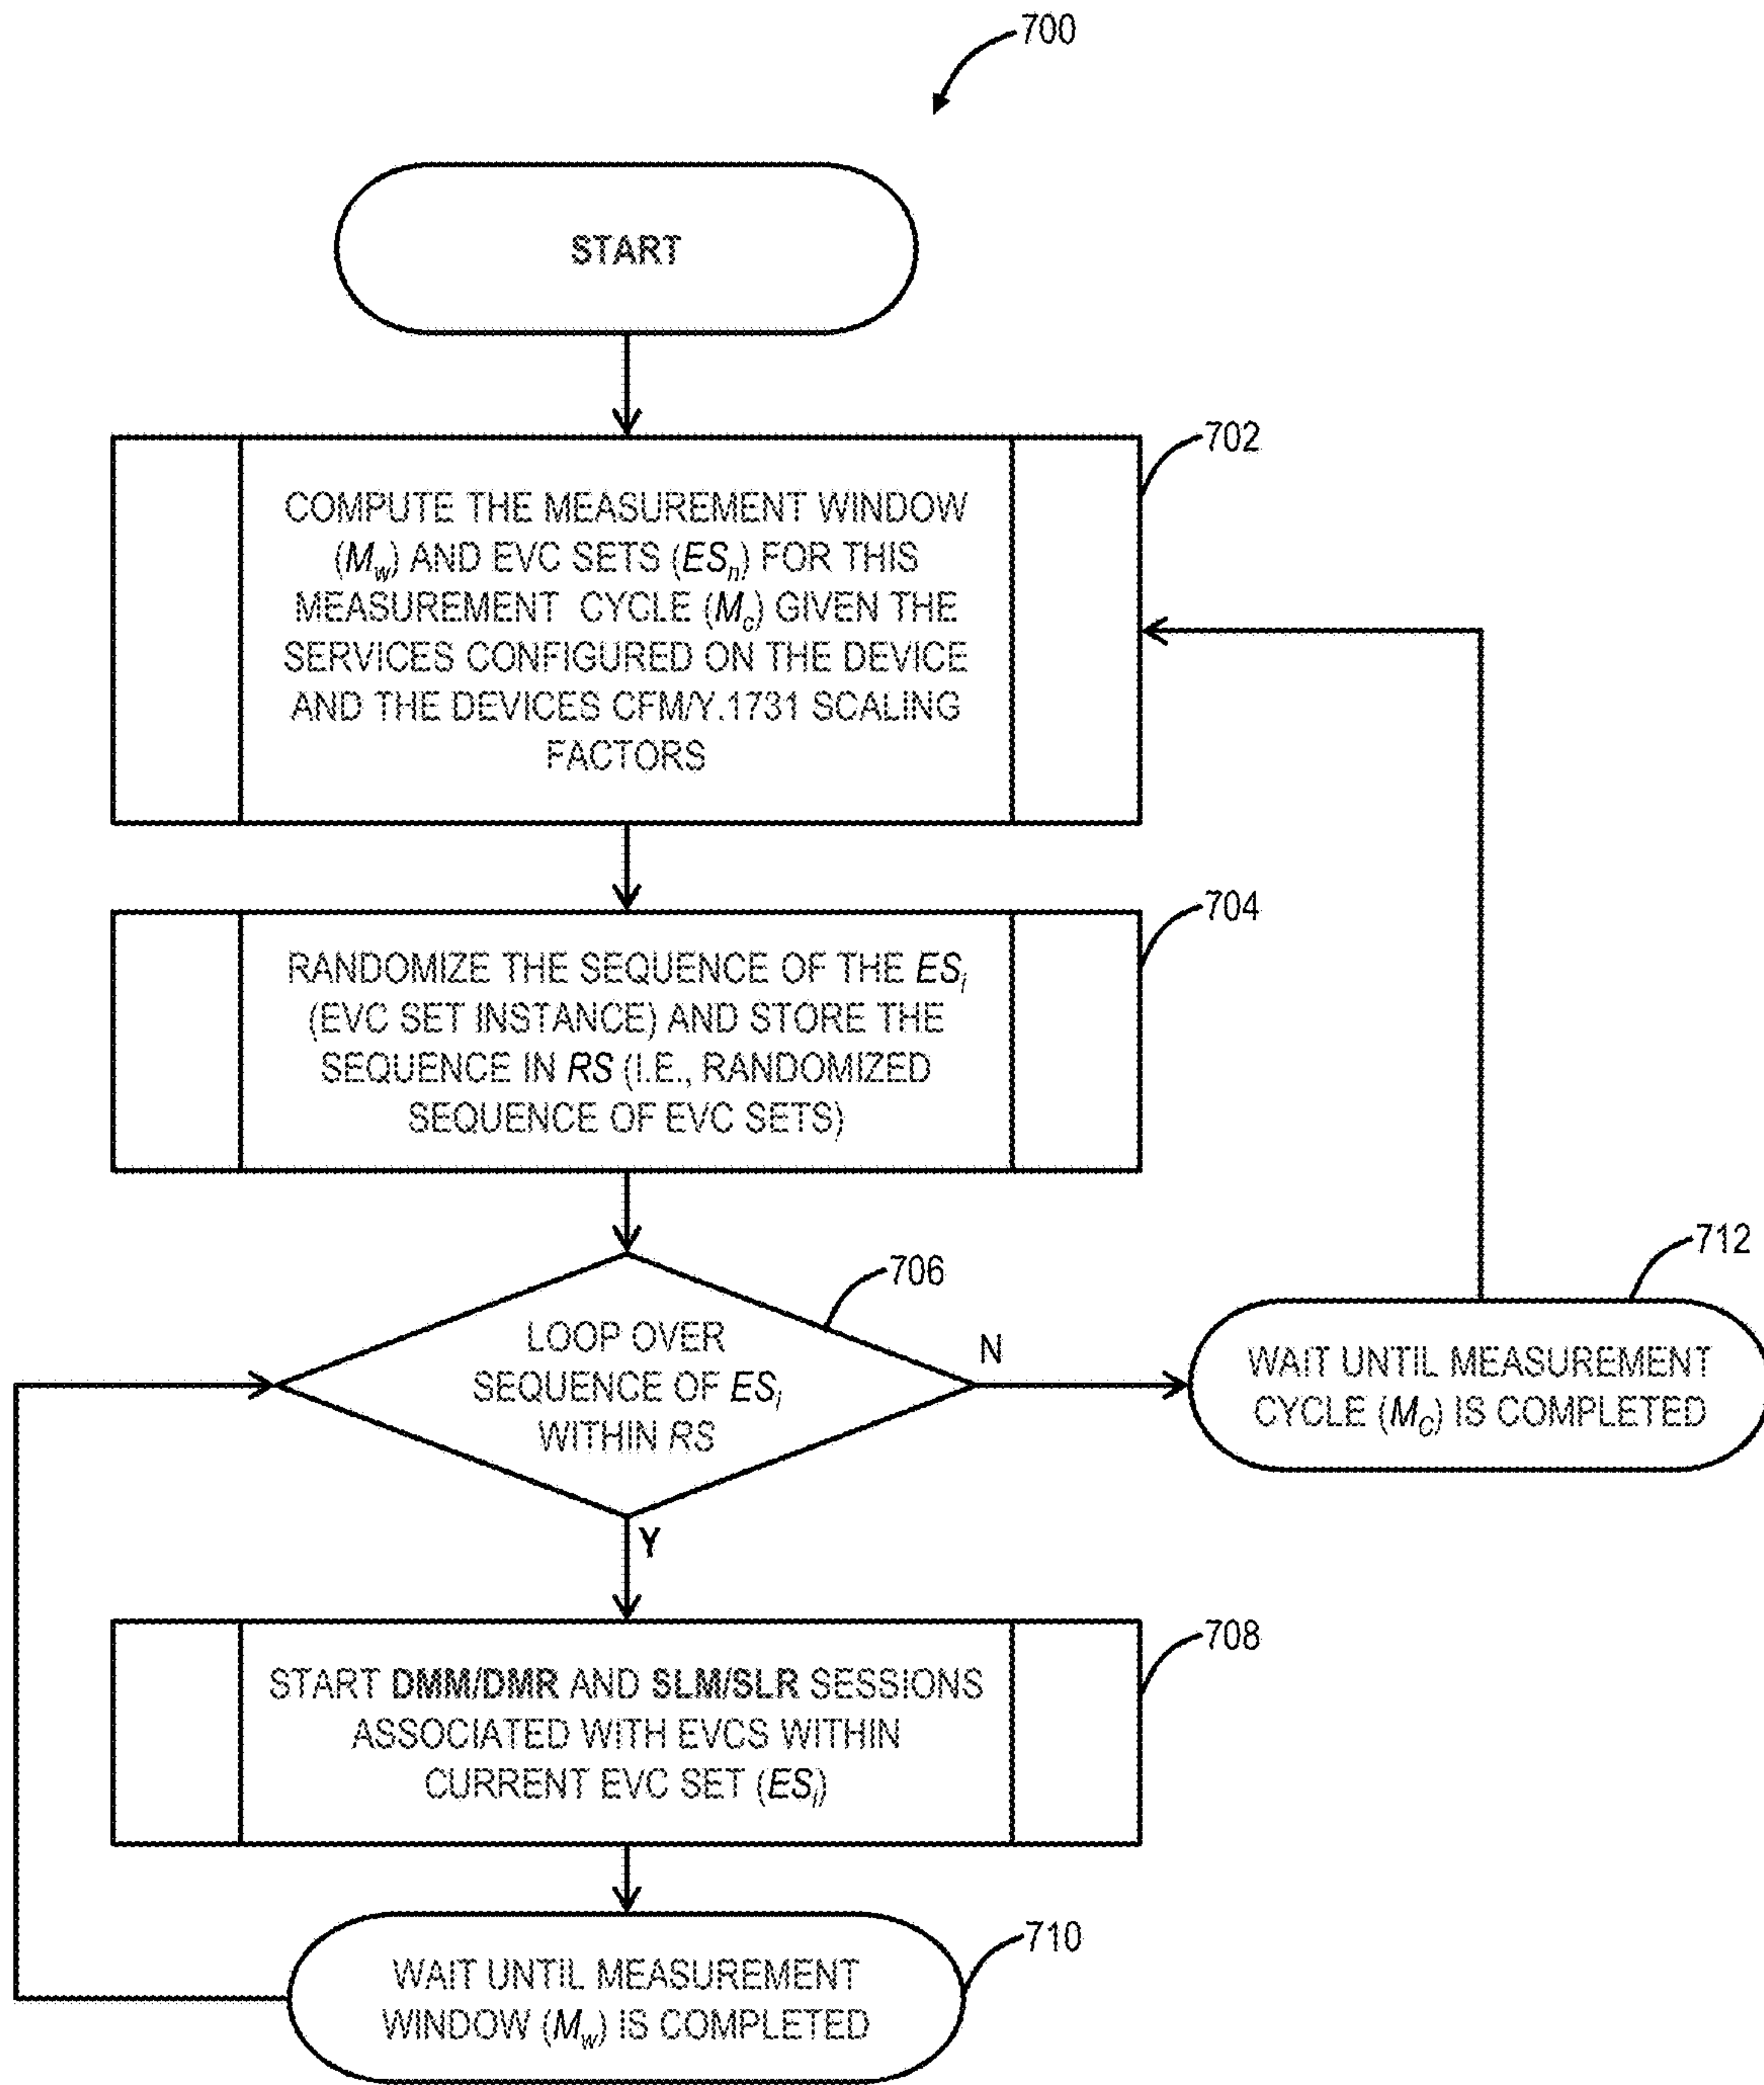 700
START
702
COMPUTE THE MEASUREMENT WINDOW
(Mw) AND EVC SETS (ESn) FOR THIS
MEASUREMENT CYCLE (Mc) GIVEN THE
SERVICES CONFIGURED ON THE DEVICE
AND THE DEVICES CFM/Y.1731 SCALING
FACTORS
704
RANDOMIZE THE SEQUENCE OF THE ESi
(EVC SET INSTANCE) AND STORE THE
SEQUENCE IN RS (I.E., RANDOMIZED
SEQUENCE OF EVC SETS)
706
LOOP OVER
SEQUENCE OF ESi
WITHIN RS
N
712
WAIT UNTIL MEASUREMENT
CYCLE (MC) IS COMPLETED
Y
708
START DMM/DMR AND SLM/SLR SESSIONS
ASSOCIATED WITH EVCS WITHIN
CURRENT EVC SET (ESi)
710
WAIT UNTIL MEASUREMENT
WINDOW (Mw) IS COMPLETED